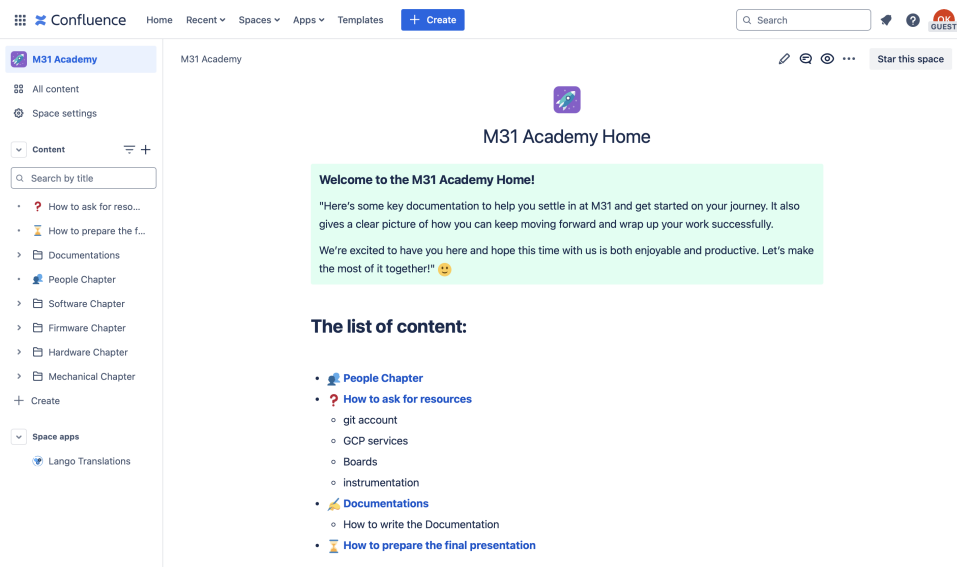 Confluence Home Recent Spaces Apps Templates + Create Search OK GUEST
M31 Academy
All content
Space settings
Content
Search by title
How to ask for reso...
How to prepare the f...
Documentations
People Chapter
Software Chapter
Firmware Chapter
Hardware Chapter
Mechanical Chapter
Create
Space apps
Lango Translations
M31 Academy
Star this space
M31 Academy Home
Welcome to the M31 Academy Home!
"Here's some key documentation to help you settle in at M31 and get started on your journey. It also
gives a clear picture of how you can keep moving forward and wrap up your work successfully.
We're excited to have you here and hope this time with us is both enjoyable and productive. Let's make
the most of it together!" 🙂
The list of content:
People Chapter
How to ask for resources
git account
GCP services
Boards
instrumentation
Documentations
How to write the Documentation
How to prepare the final presentation